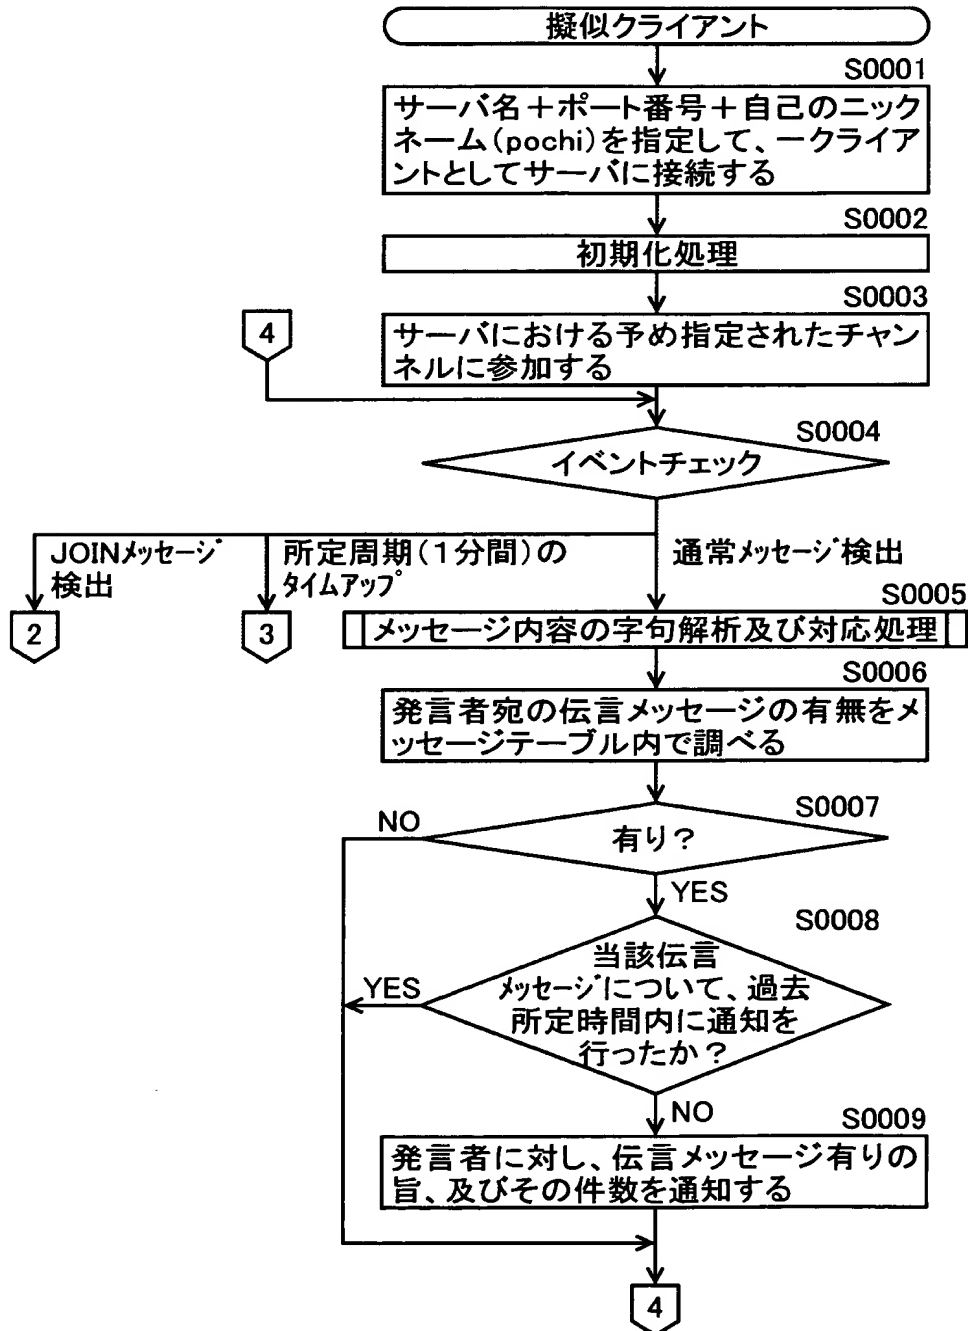 擬似クライアント
S0001
サーバ名＋ポート番号＋自己のニック
ネーム(pochi)を指定して、一クライア
ントとしてサーバに接続する
S0002
初期化処理
S0003
4
サーバにおける予め指定されたチャン
ネルに参加する
S0004
イベントチェック
JOINメッセージ
検出
所定周期(1分間)の
タイムアップ
通常メッセージ検出
2
3
S0005
メッセージ内容の字句解析及び対応処理
S0006
発言者宛の伝言メッセージの有無をメ
ッセージテーブル内で調べる
S0007
NO
有り？
YES
S0008
当該伝言
メッセージについて、過去
所定時間内に通知を
行ったか？
YES
NO
S0009
発言者に対し、伝言メッセージ有りの
旨、及びその件数を通知する
4